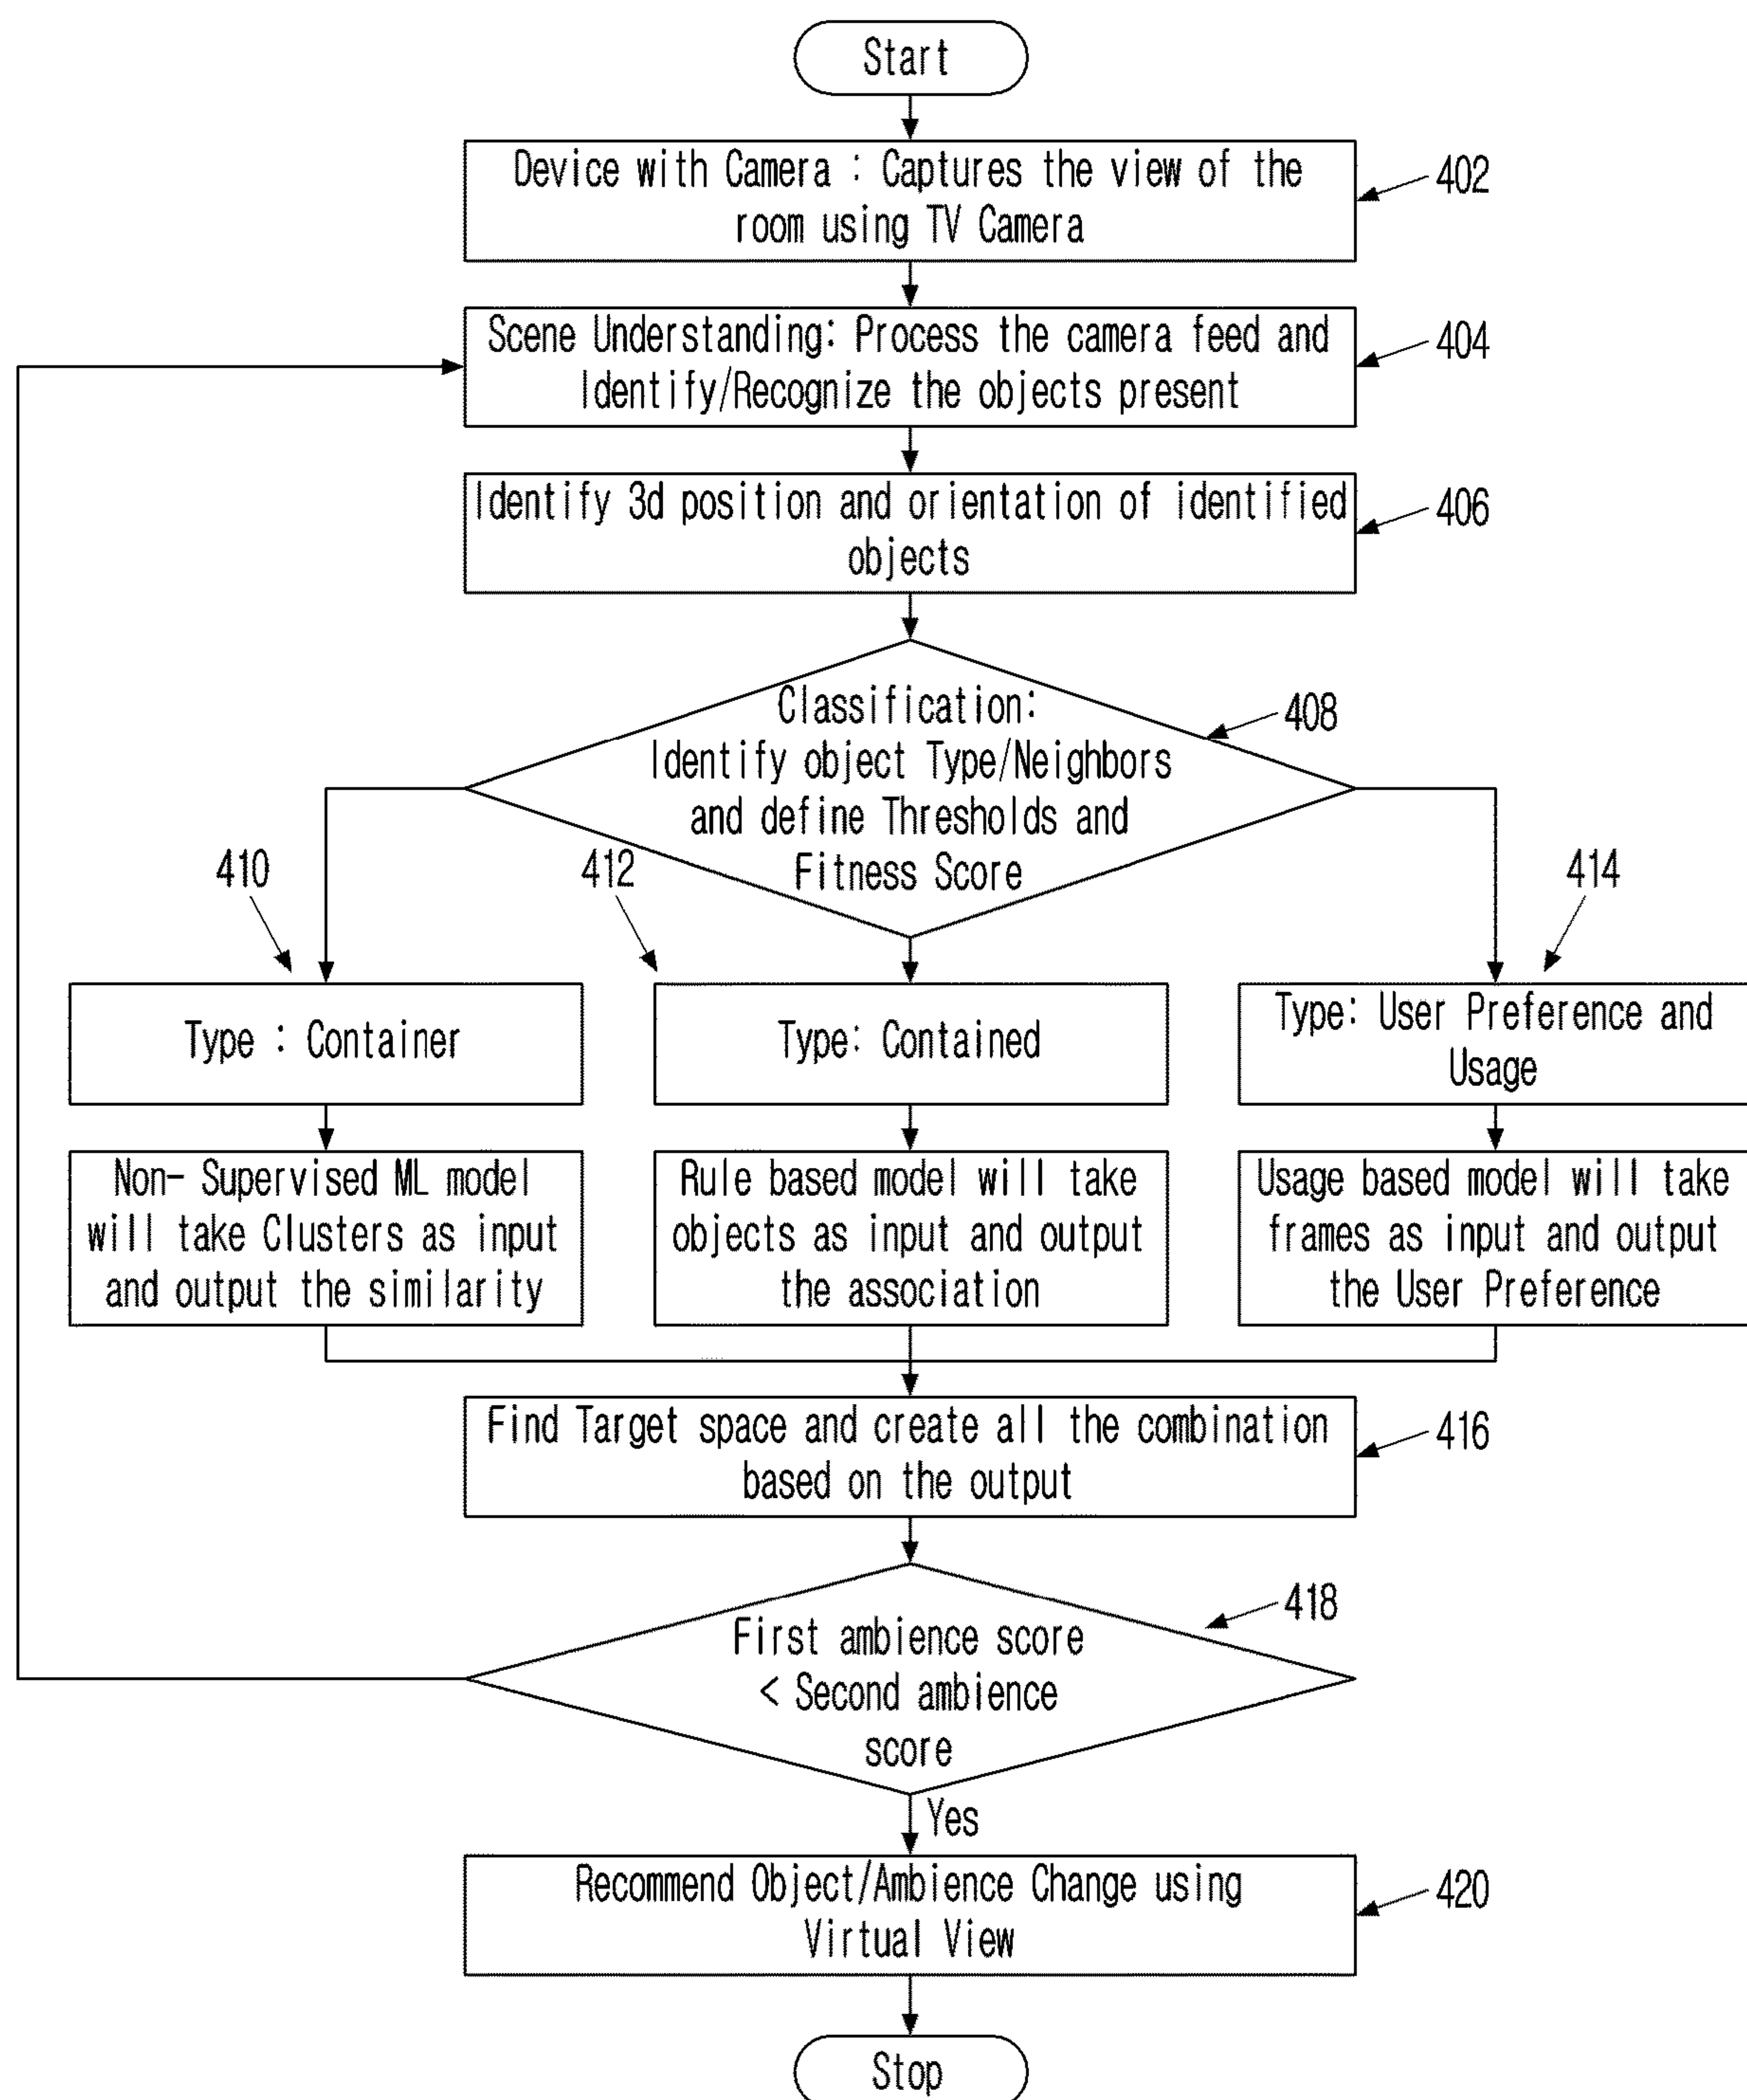 Start
Device with Camera : Captures the view of the
room using TV Camera
402
Scene Understanding: Process the camera feed and
Identify/Recognize the objects present
404
Identify 3d position and orientation of identified
objects
406
Classification:
Identify object Type/Neighbors
and define Thresholds and
Fitness Score
408
410
412
414
Type : Container
Type: Contained
Type: User Preference and
Usage
Non- Supervised ML model
will take Clusters as input
and output the similarity
Rule based model will take
objects as input and output
the association
Usage based model will take
frames as input and output
the User Preference
Find Target space and create all the combination
based on the output
416
First ambience score
< Second ambience
score
418
Yes
Recommend Object/Ambience Change using
Virtual View
420
Stop